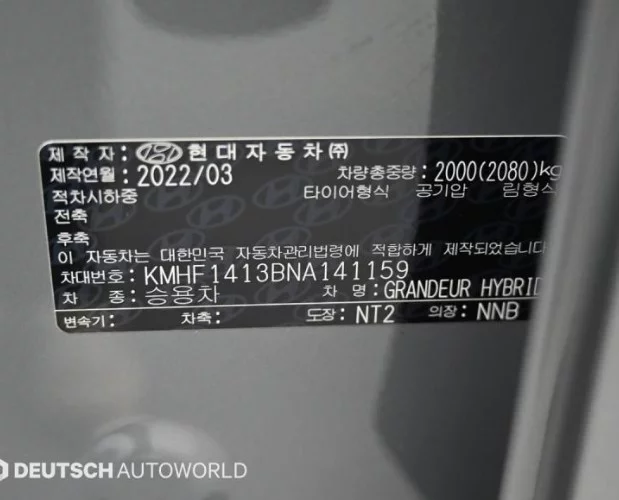 제 작 자 : 현대자동차㈜
제작연월 : 2022/03 차량총중량 : 2000(2080)kg
적차시하중 타이어형식 공기압 림형식
전축
후축
이 자동차는 대한민국 자동차관리법령에 적합하게 제작되었습니다
차대번호 : KMHF1413BNA141159
차 종 : 승용차 차 명 : GRANDEUR HYBRID
변속기 : 차축 : 도장 : NT2 의장 : NNB
DEUTSCH AUTOWORLD